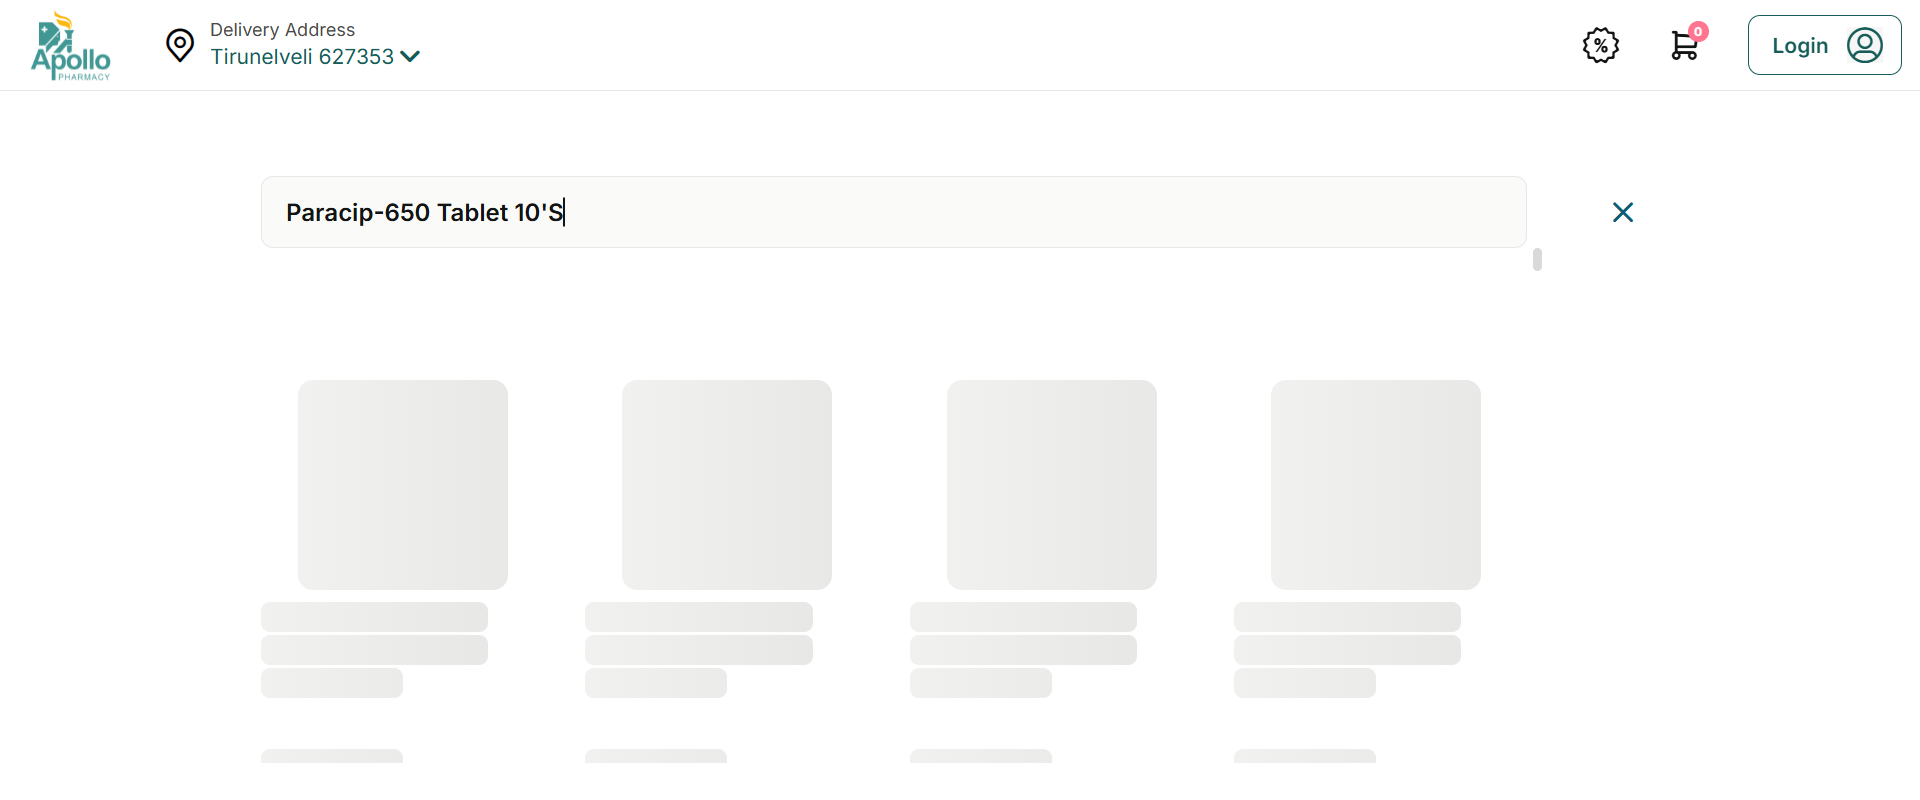 Apollo
PHARMACY
Delivery Address
Tirunelveli 627353
%
0
Login
Paracip-650 Tablet 10'S